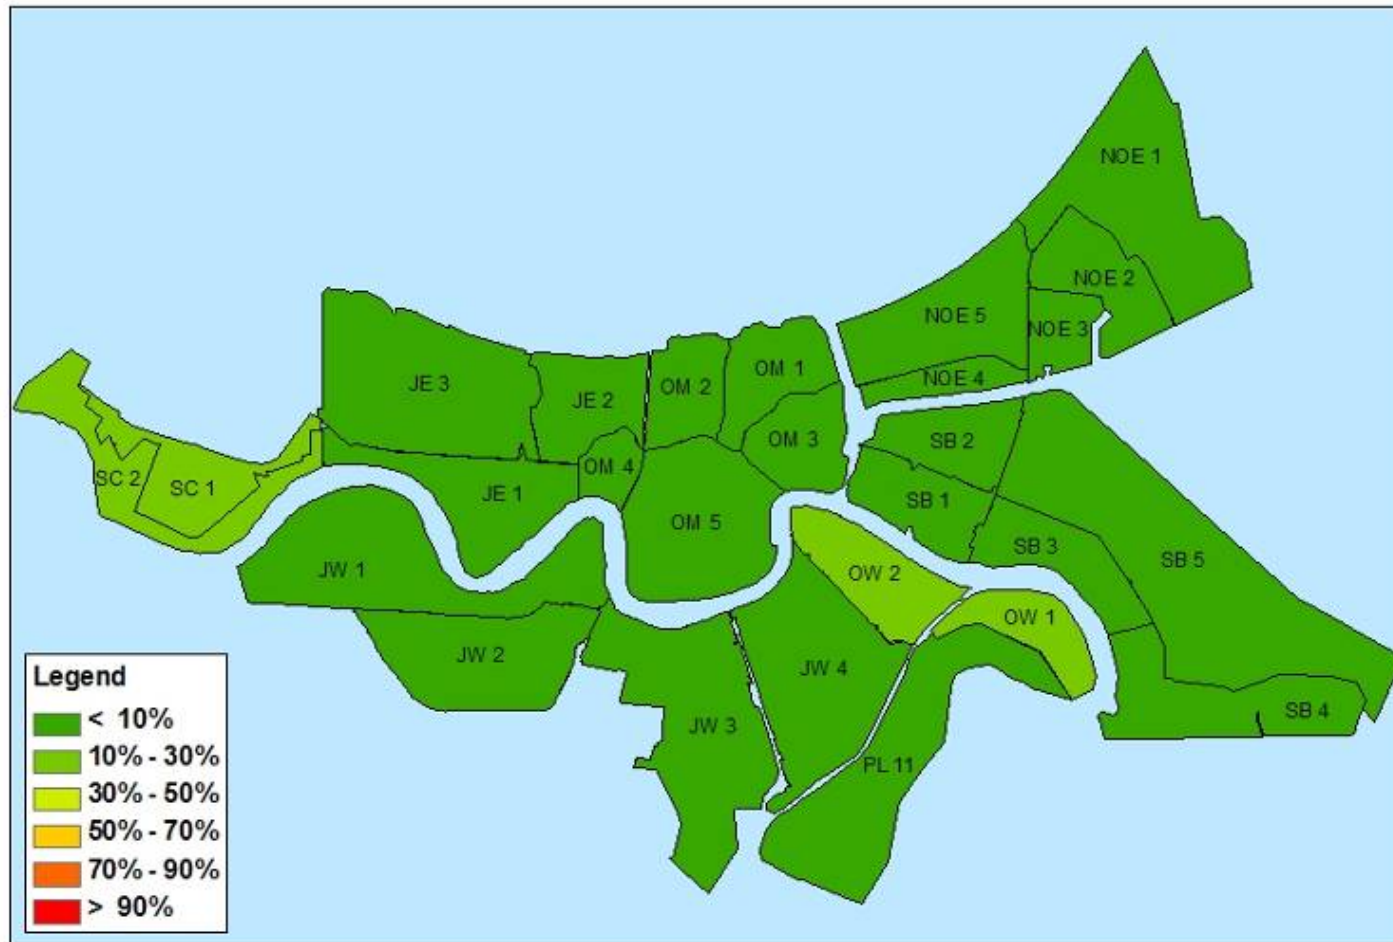 NOE 1
NOE 2
NOE 5
NOE 3
NOE 4
OM 1
OM 2
JE 3
JE 2
OM 3
SB 2
OM 4
SC 2
SC 1
JE 1
SB 1
OM 5
SB 3
SB 5
JW 1
OW 2
OW 1
JW 2
JW 4
SB 4
JW 3
PL 11
Legend
< 10%
10% - 30%
30% - 50%
50% - 70%
70% - 90%
> 90%